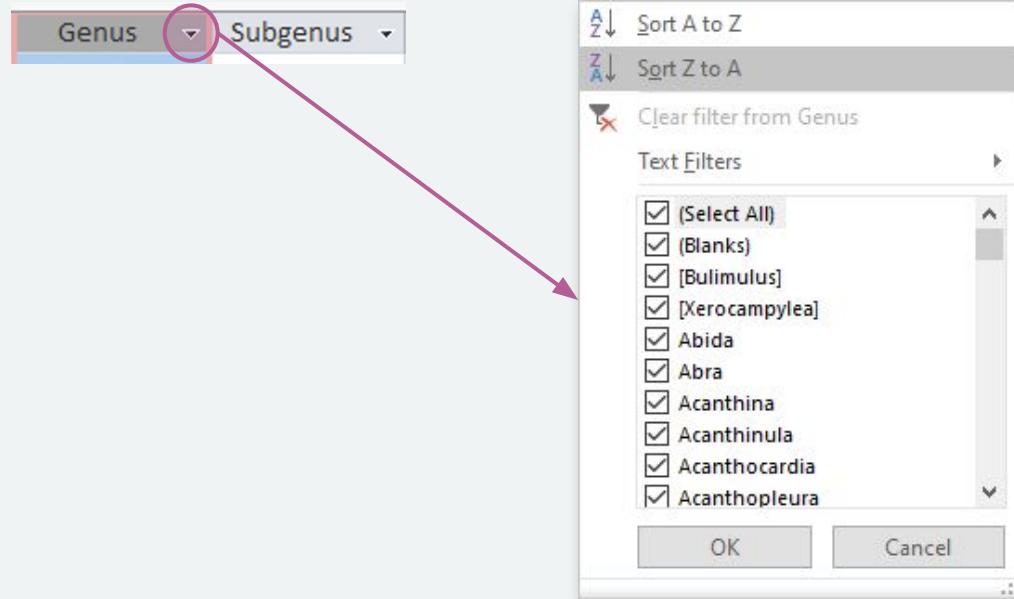 Genus Subgenus
Sort A to Z
Sort Z to A
Clear filter from Genus
Text Filters
(Select All)
(Blanks)
[Bulimulus]
[Xerocampylea]
Abida
Abra
Acanthina
Acanthinula
Acanthocardia
Acanthopleura
OK Cancel